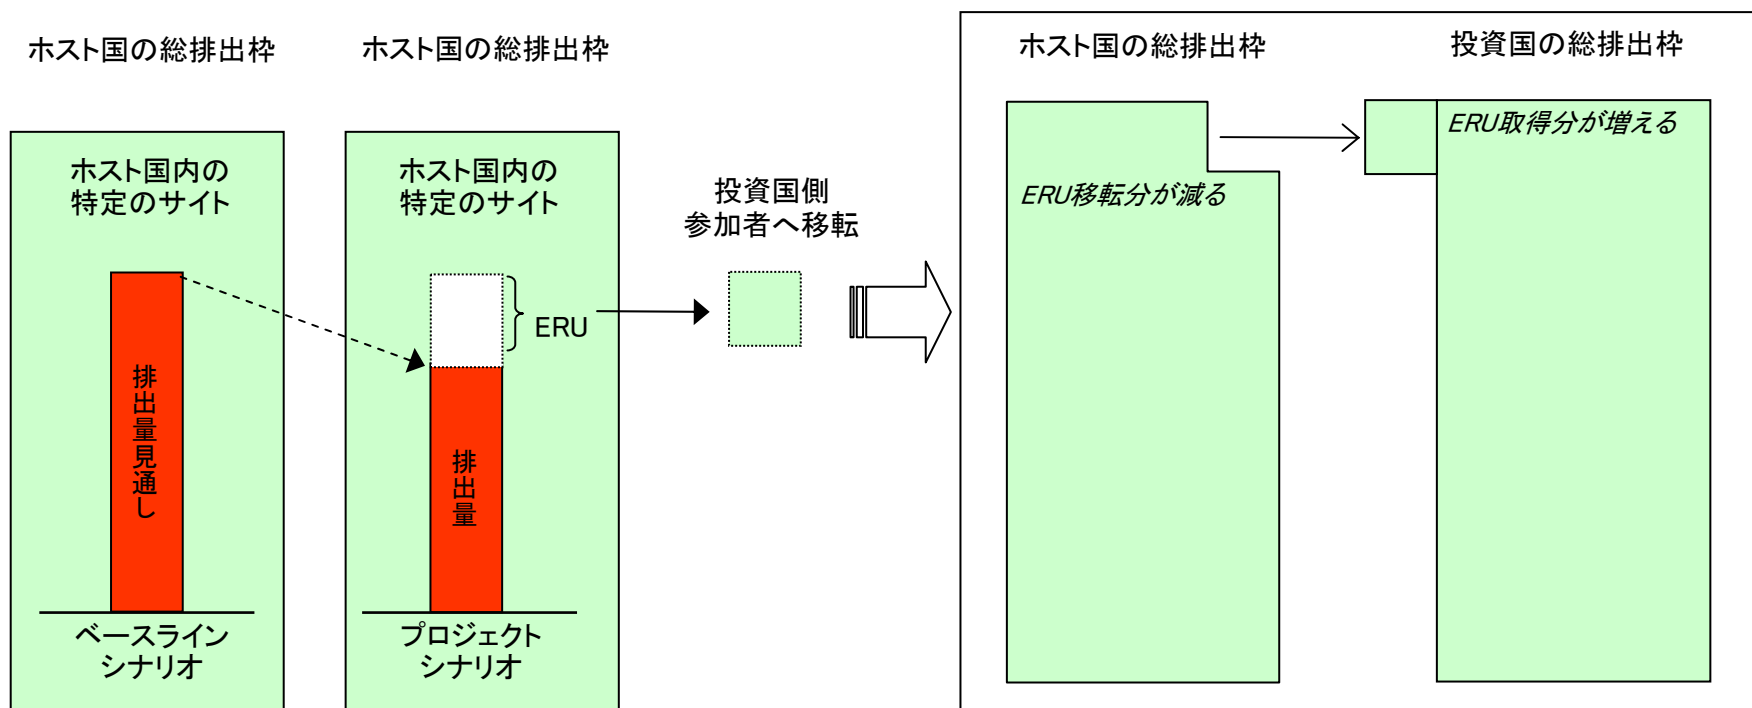 ホスト国の総排出枠
ホスト国の総排出枠
ホスト国の総排出枠
投資国の総排出枠
ホスト国内の
特定のサイト
ホスト国内の
特定のサイト
投資国側
参加者へ移転
ERU取得分が増える
ERU移転分が減る
ERU
排出量見通し
排出量
ベースライン
シナリオ
プロジェクト
シナリオ